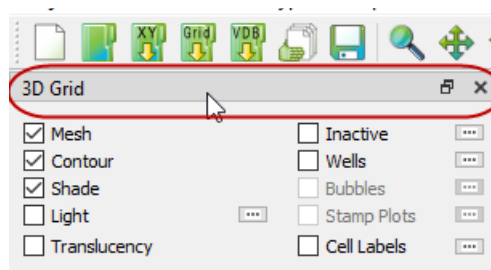 XY Grid VDB
3D Grid
Mesh Inactive
Contour Wells
Shade Bubbles
Light Stamp Plots
Translucency Cell Labels